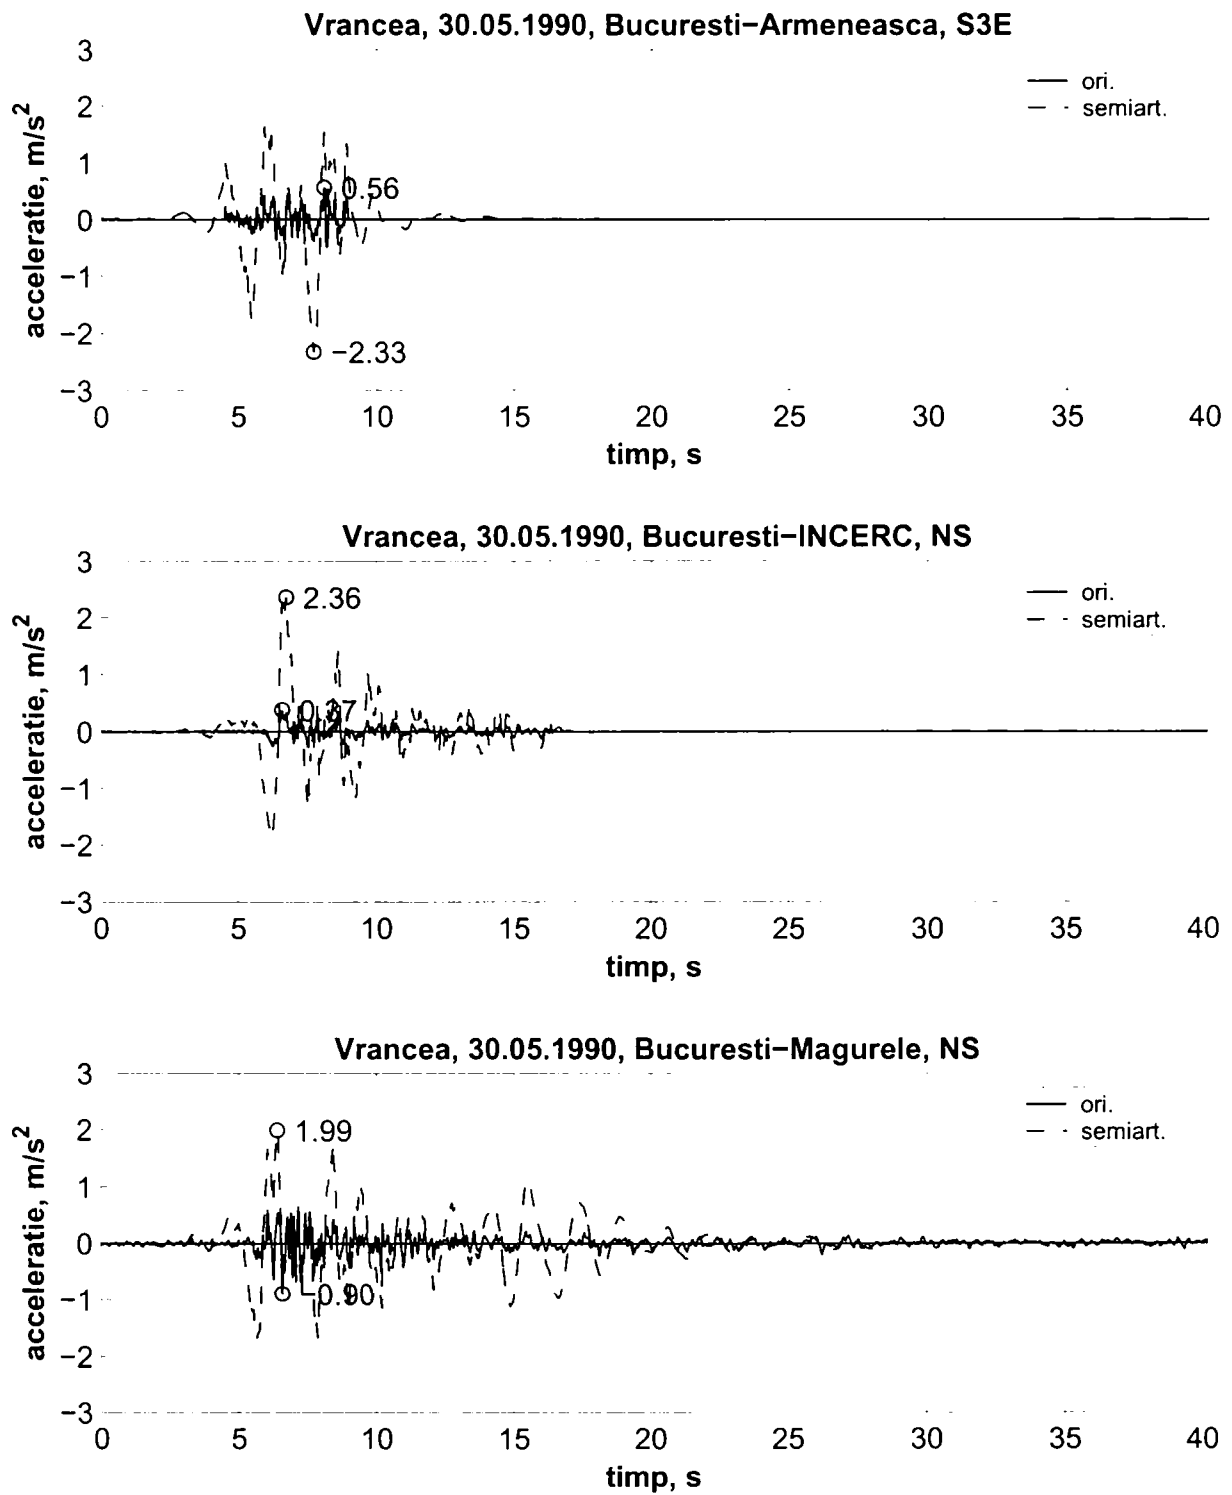 Vrancea, 30.05.1990, Bucuresti−Armeneasca, S3E
3
2
1
0
−1
−2
−3
acceleratie, m/s2
ori.
semiart.
0.56
−2.33
0 5 10 15 20 25 30 35 40
timp, s
Vrancea, 30.05.1990, Bucuresti−INCERC, NS
3
2
1
0
−1
−2
−3
acceleratie, m/s2
ori.
semiart.
2.36
0.37
0 5 10 15 20 25 30 35 40
timp, s
Vrancea, 30.05.1990, Bucuresti−Magurele, NS
3
2
1
0
−1
−2
−3
acceleratie, m/s2
ori.
semiart.
1.99
−0.90
0 5 10 15 20 25 30 35 40
timp, s